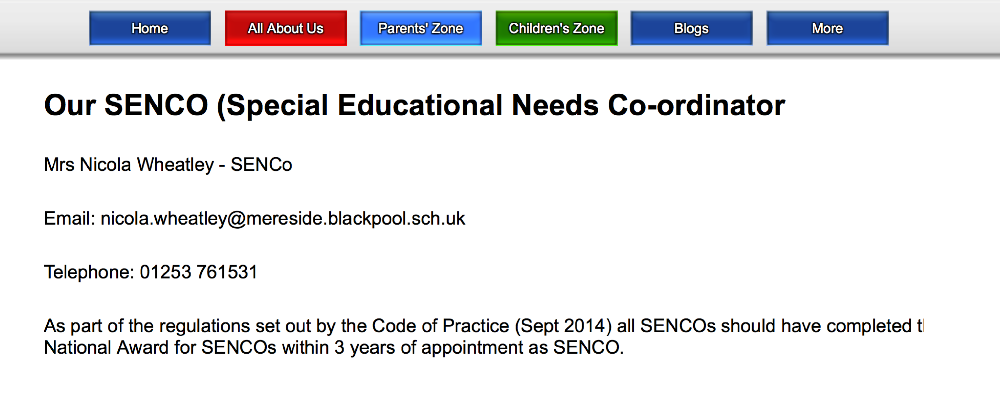 Home All About Us Parents' Zone Children's Zone Blogs More
Our SENCO (Special Educational Needs Co-ordinator
Mrs Nicola Wheatley - SENCo
Email: nicola.wheatley@mereside.blackpool.sch.uk
Telephone: 01253 761531
As part of the regulations set out by the Code of Practice (Sept 2014) all SENCOs should have completed
National Award for SENCOs within 3 years of appointment as SENCO.